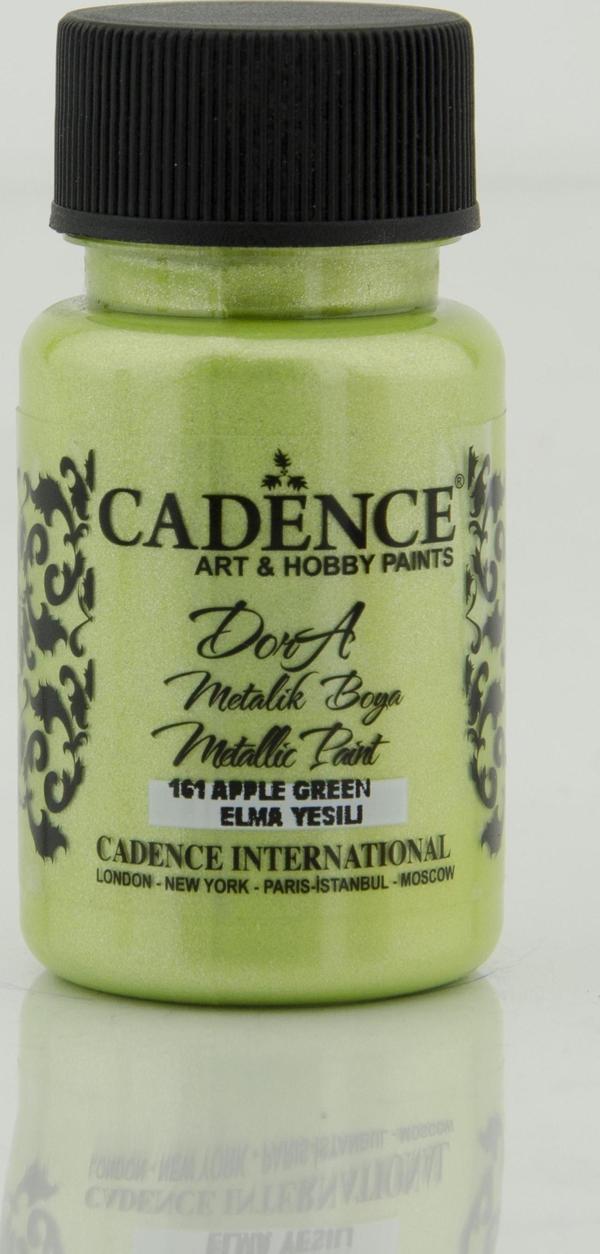 CADENCE®
ART & HOBBY PAINTS
DorA
Metalik Boya
Metallic Paint
161 APPLE GREEN
ELMA YESILI
CADENCE INTERNATIONAL
LONDON - NEW YORK - PARIS-İSTANBUL - MOSCOW